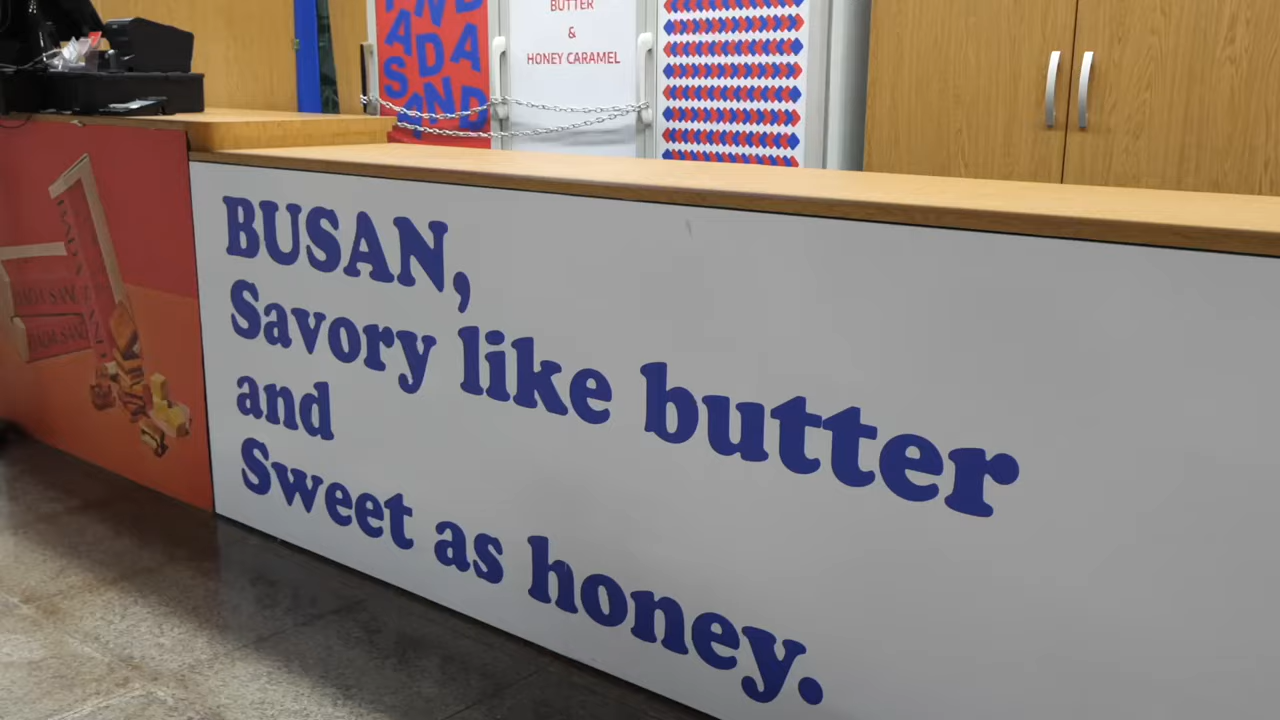 BUTTER
&
HONEY CARAMEL
BUSAN,
Savory like butter
and
Sweet as honey.